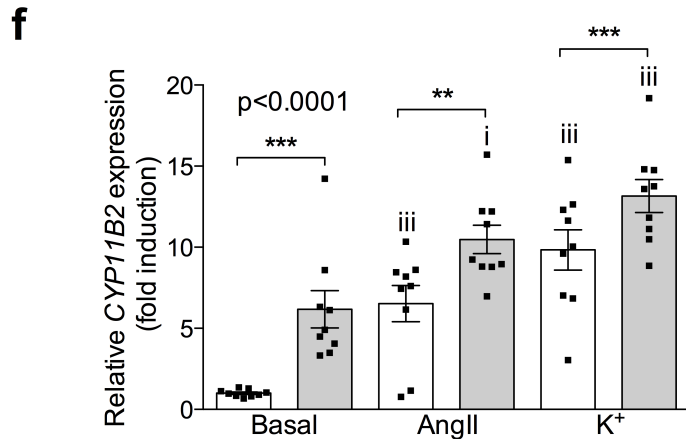 f
***
iii
20
p<0.0001
**
***
i
iii
15
iii
10
5
0
Relative CYP11B2 expression
(fold induction)
Basal
AngII
K⁺